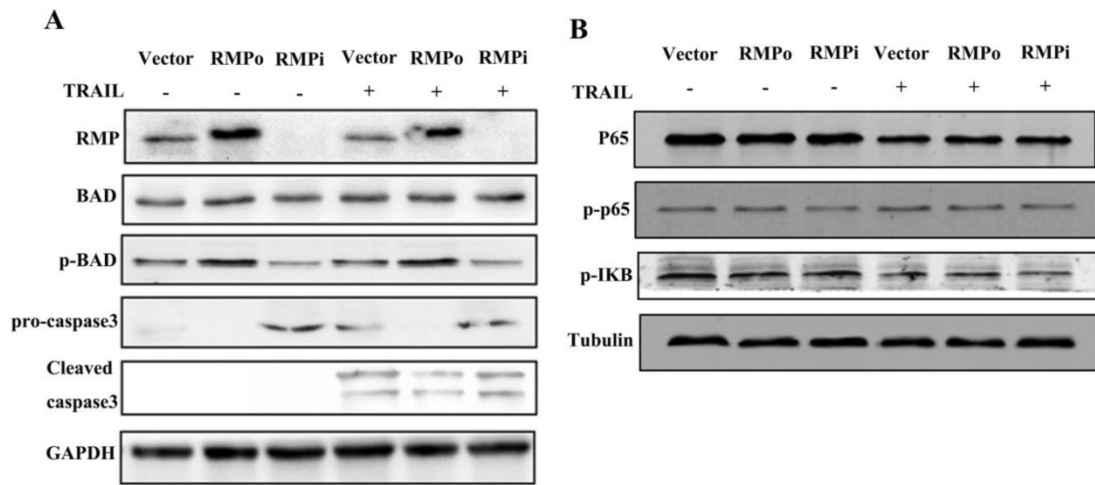 A
Vector RMPo RMPi Vector RMPo RMPi
TRAIL - - - + + +
RMP
BAD
p-BAD
pro-caspase3
Cleaved
caspase3
GAPDH
B
Vector RMPo RMPi Vector RMPo RMPi
TRAIL - - - + + +
P65
p-p65
p-IKB
Tubulin